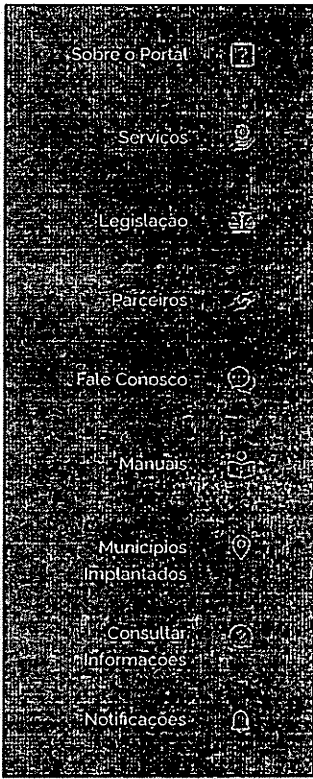 Sobre o Portal
Serviços
Legislação
Parceiros
Fale Conosco
Manuais
Municípios
Implantados
Consultar
Informações
Notificações